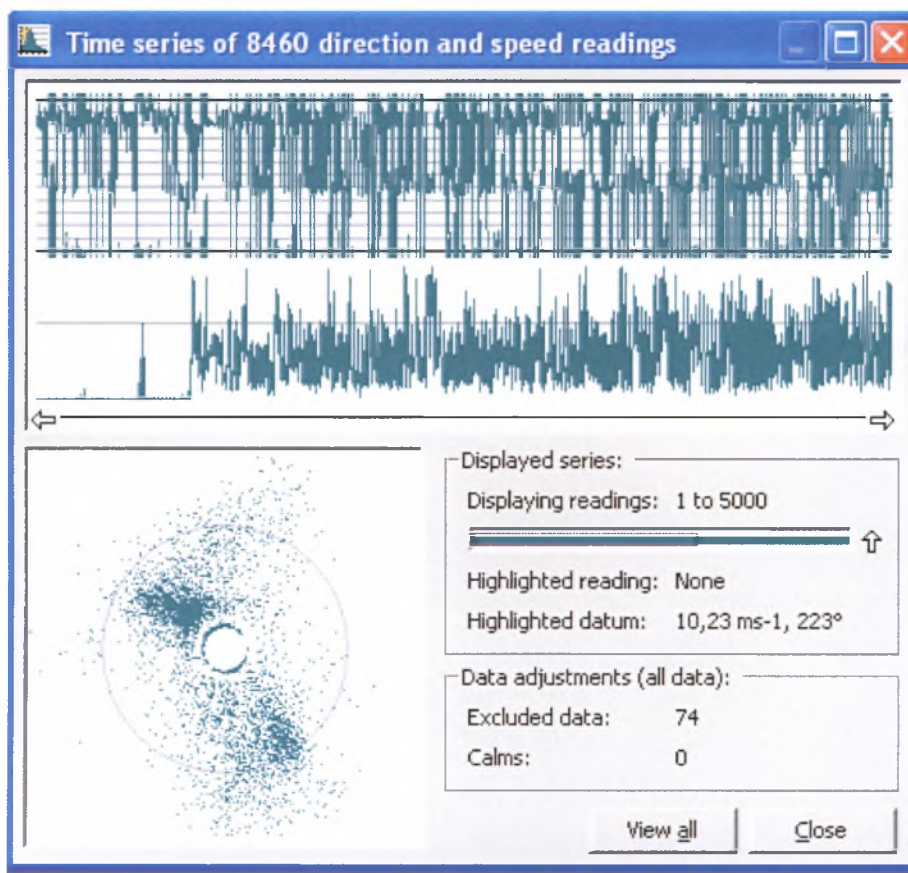 Time series of 8460 direction and speed readings
Displayed series:
Displaying readings: 1 to 5000
Highlighted reading: None
Highlighted datum: 10,23 ms-1, 223°
Data adjustments (all data):
Excluded data: 74
Calms: 0
View all Close